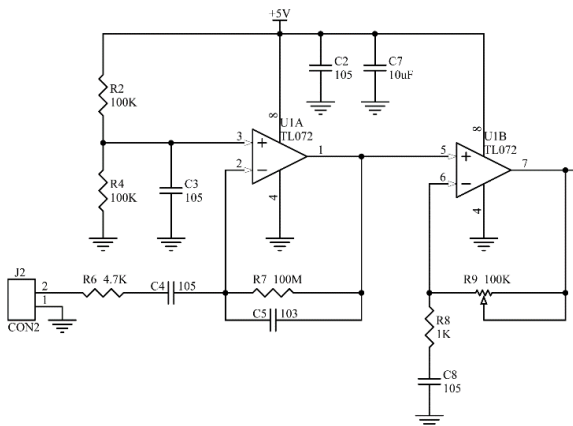 +5V
R2
100K
C2
105
C7
10uF
8
U1A
TL072
3
2
1
4
8
U1B
TL072
5
6
7
4
R4
100K
C3
105
J2
2
1
CON2
R6 4.7K
C4 105
R7 100M
C5 103
R9 100K
R8
1K
C8
105